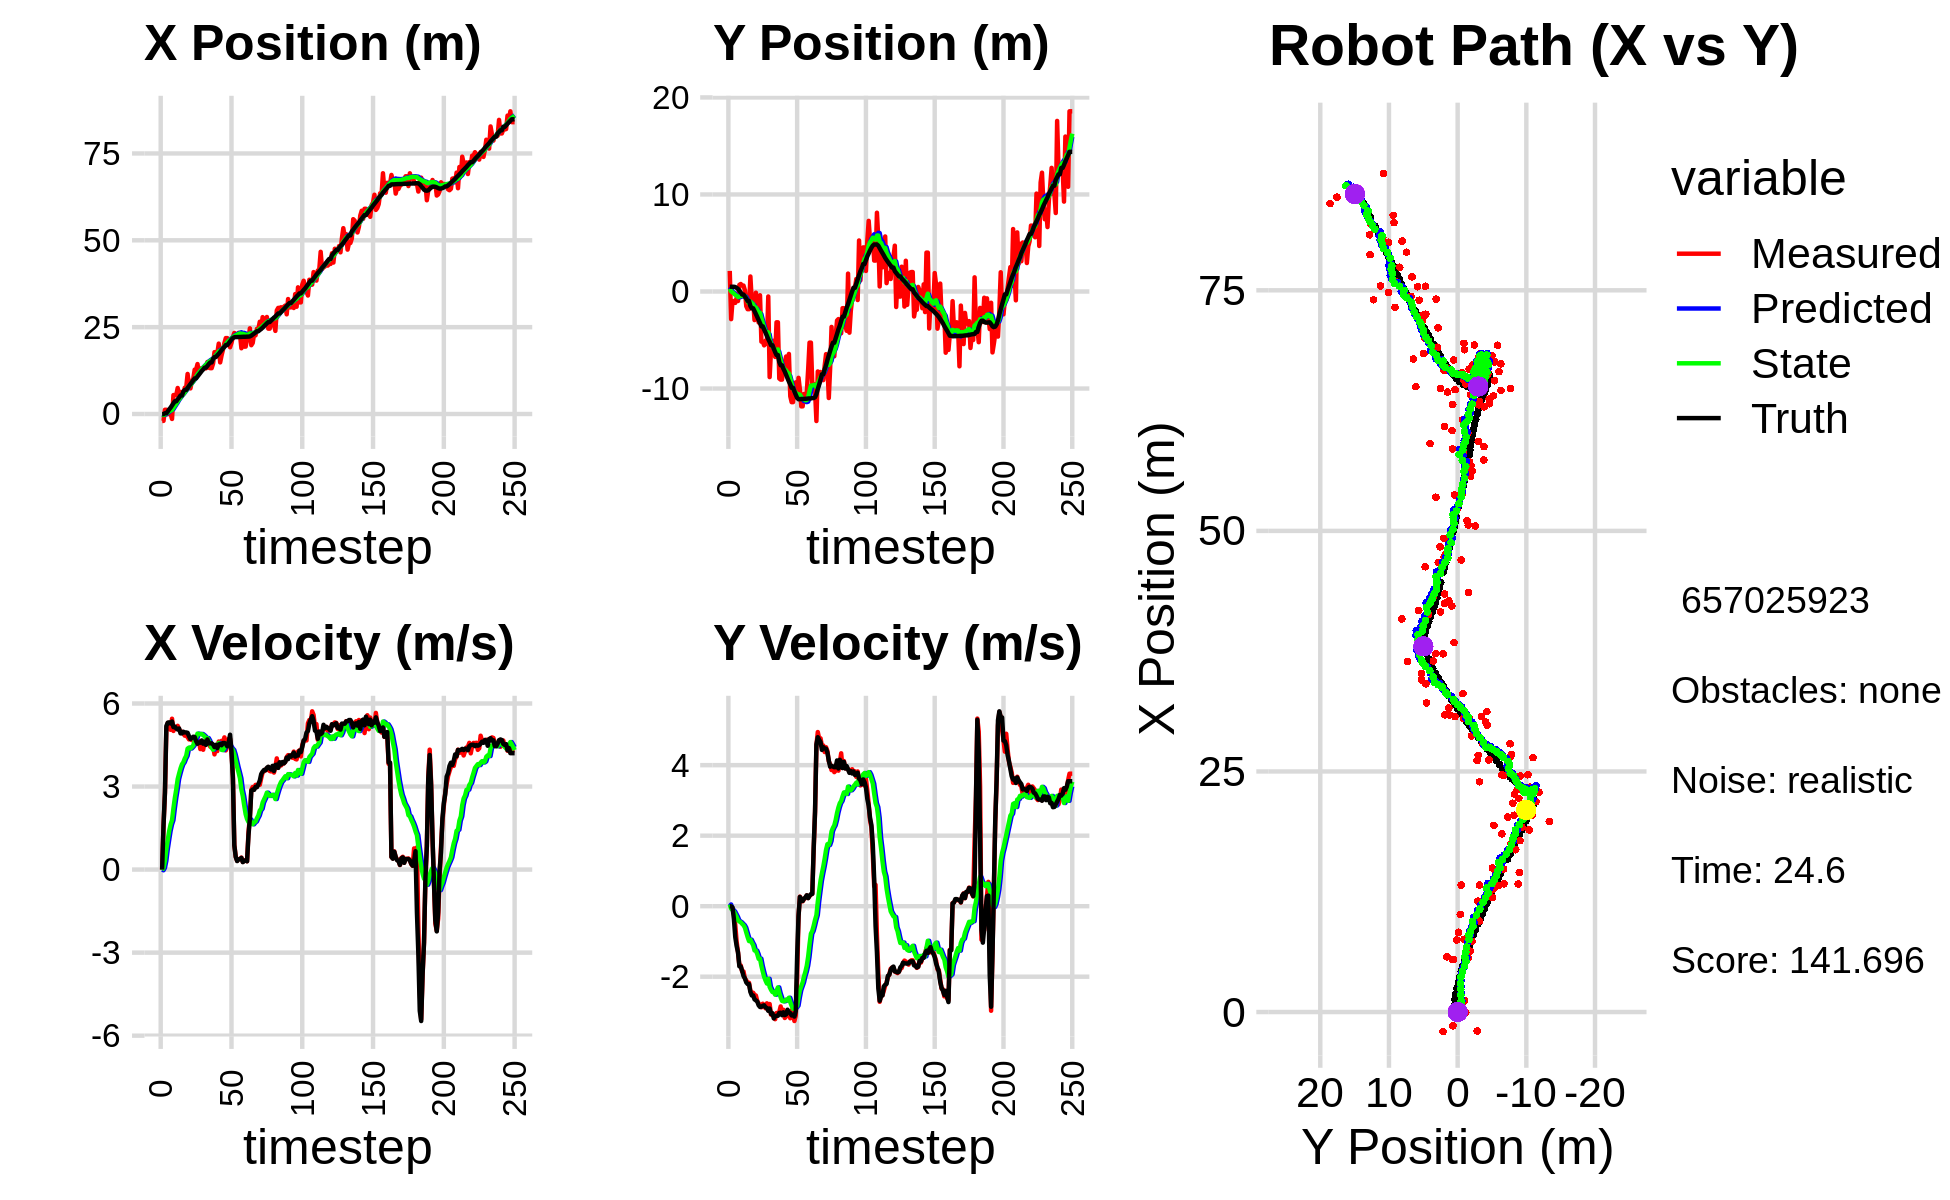 X Position (m)
75
50
25
0
0
50
100
150
200
250
timestep
Y Position (m)
20
10
0
-10
0
50
100
150
200
250
timestep
X Velocity (m/s)
6
3
0
-3
-6
0
50
100
150
200
250
timestep
Y Velocity (m/s)
4
2
0
-2
0
50
100
150
200
250
timestep
Robot Path (X vs Y)
X Position (m)
75
50
25
0
20 10 0 -10 -20
Y Position (m)
variable
Measured
Predicted
State
Truth
657025923
Obstacles: none
Noise: realistic
Time: 24.6
Score: 141.696